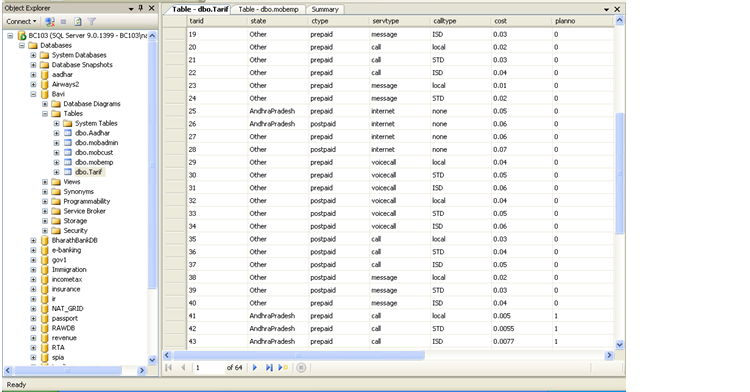 Object Explorer
Connect
BC103 (SQL Server 9.0.1399 - BC103\na
Databases
System Databases
Database Snapshots
aadhar
Airways2
Bavi
Database Diagrams
Tables
System Tables
dbo.Aadhar
dbo.mobadmin
dbo.mobcust
dbo.mobemp
dbo.Tarif
Views
Synonyms
Programmability
Service Broker
Storage
Security
BharathBankDB
e-banking
gov1
Immigration
incometax
insurance
ir
NAT_GRID
passport
RAWDB
revenue
RTA
spia
Table - dbo.Tarif Table - dbo.mobemp Summary
tarid state ctype servtype calltype cost planno
19 Other prepaid message ISD 0.03 0
20 Other prepaid call local 0.02 0
21 Other prepaid call STD 0.03 0
22 Other prepaid call ISD 0.04 0
23 Other prepaid message local 0.01 0
24 Other prepaid message STD 0.02 0
25 AndhraPradesh prepaid internet none 0.05 0
26 AndhraPradesh postpaid internet none 0.06 0
27 Other prepaid internet none 0.06 0
28 Other postpaid internet none 0.07 0
29 Other prepaid voicecall local 0.04 0
30 Other prepaid voicecall STD 0.05 0
31 Other prepaid voicecall ISD 0.06 0
32 Other postpaid voicecall local 0.04 0
33 Other postpaid voicecall STD 0.05 0
34 Other postpaid voicecall ISD 0.06 0
35 Other postpaid call local 0.03 0
36 Other postpaid call STD 0.04 0
37 Other postpaid call ISD 0.05 0
38 Other postpaid message local 0.02 0
39 Other postpaid message STD 0.03 0
40 Other prepaid message ISD 0.04 0
41 AndhraPradesh prepaid call local 0.005 1
42 AndhraPradesh prepaid call STD 0.0055 1
43 AndhraPradesh prepaid call ISD 0.0077 1
1 of 64
Ready